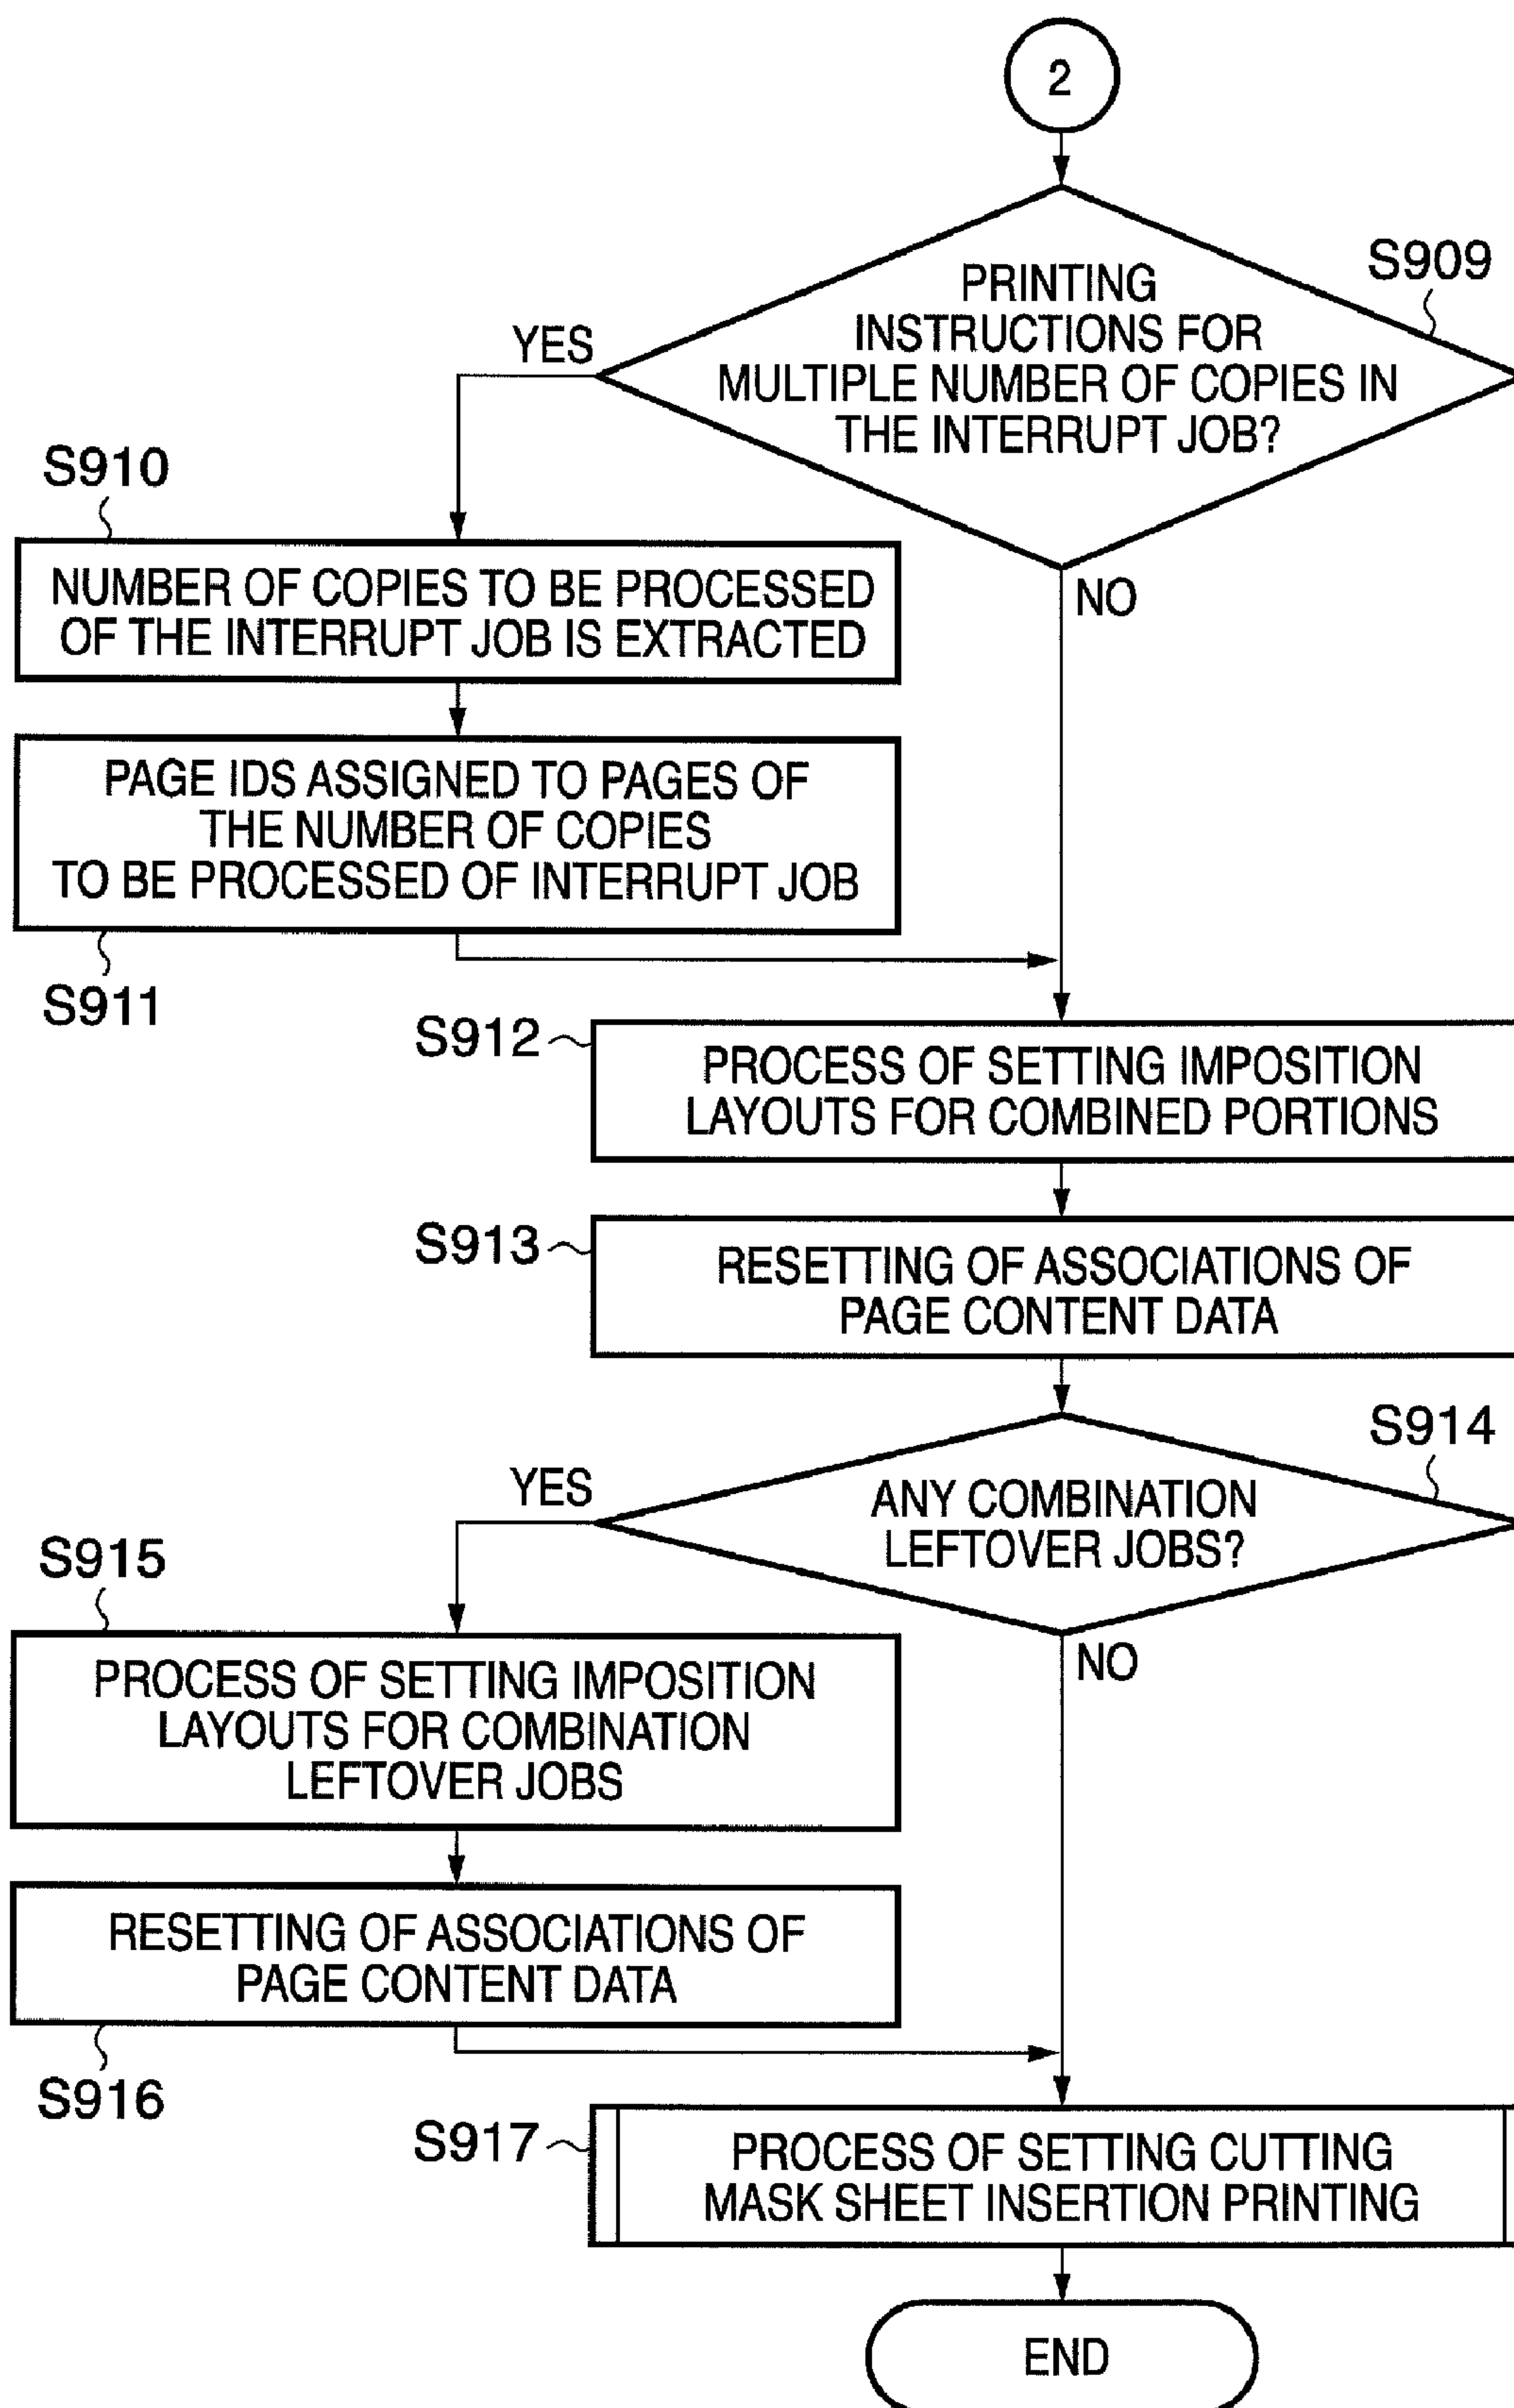 2
S909
PRINTING
INSTRUCTIONS FOR
MULTIPLE NUMBER OF COPIES IN
THE INTERRUPT JOB?
YES
NO
S910
NUMBER OF COPIES TO BE PROCESSED
OF THE INTERRUPT JOB IS EXTRACTED
PAGE IDS ASSIGNED TO PAGES OF
THE NUMBER OF COPIES
TO BE PROCESSED OF INTERRUPT JOB
S911
S912
PROCESS OF SETTING IMPOSITION
LAYOUTS FOR COMBINED PORTIONS
S913
RESETTING OF ASSOCIATIONS OF
PAGE CONTENT DATA
S914
ANY COMBINATION
LEFTOVER JOBS?
YES
NO
S915
PROCESS OF SETTING IMPOSITION
LAYOUTS FOR COMBINATION
LEFTOVER JOBS
RESETTING OF ASSOCIATIONS OF
PAGE CONTENT DATA
S916
S917
PROCESS OF SETTING CUTTING
MASK SHEET INSERTION PRINTING
END